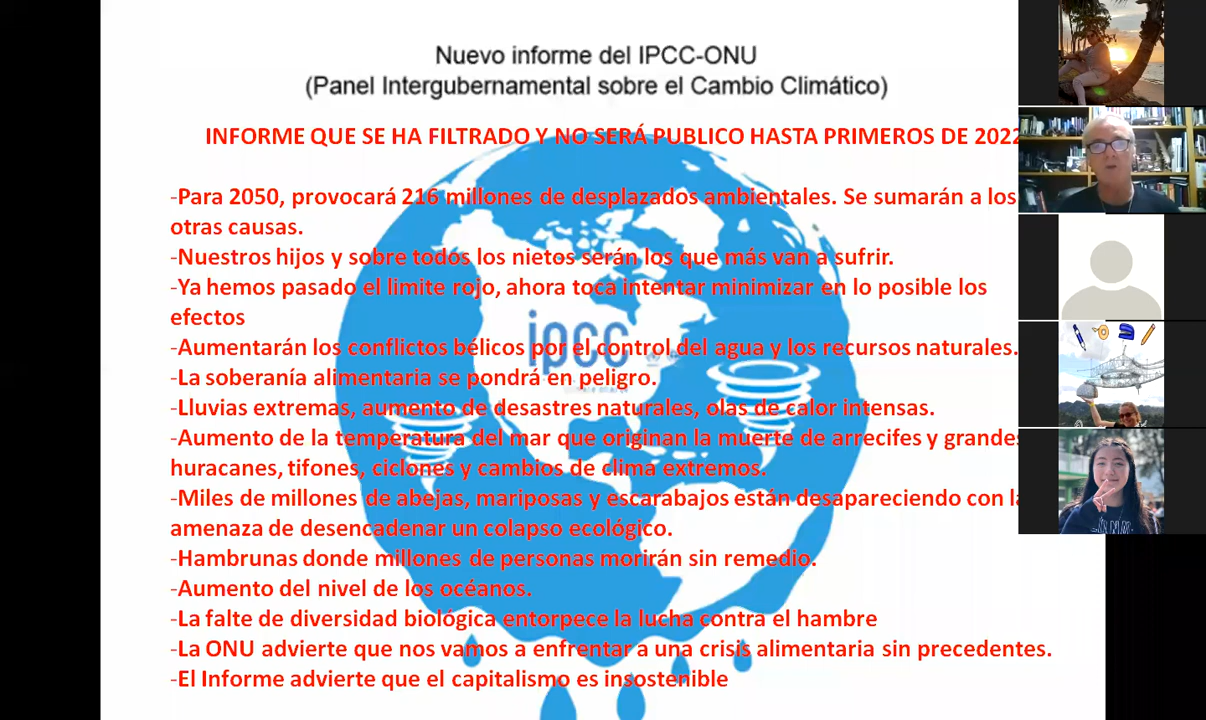 Nuevo informe del IPCC-ONU
(Panel Intergubernamental sobre el Cambio Climático)
INFORME QUE SE HA FILTRADO Y NO SERÁ PUBLICO HASTA PRIMEROS DE 2022
-Para 2050, provocará 216 millones de desplazados ambientales. Se sumarán a los
otras causas.
-Nuestros hijos y sobre todos los nietos serán los que más van a sufrir.
-Ya hemos pasado el limite rojo, ahora toca intentar minimizar en lo posible los
efectos
ipcc
-Aumentarán los conflictos bélicos por el control del agua y los recursos naturales.
-La soberanía alimentaria se pondrá en peligro.
-Lluvias extremas, aumento de desastres naturales, olas de calor intensas.
-Aumento de la temperatura del mar que originan la muerte de arrecifes y grandes
huracanes, tifones, ciclones y cambios de clima extremos.
-Miles de millones de abejas, mariposas y escarabajos están desapareciendo con la
amenaza de desencadenar un colapso ecológico.
-Hambrunas donde millones de personas morirán sin remedio.
-Aumento del nivel de los océanos.
-La falte de diversidad biológica entorpece la lucha contra el hambre
-La ONU advierte que nos vamos a enfrentar a una crisis alimentaria sin precedentes.
-El Informe advierte que el capitalismo es insostenible